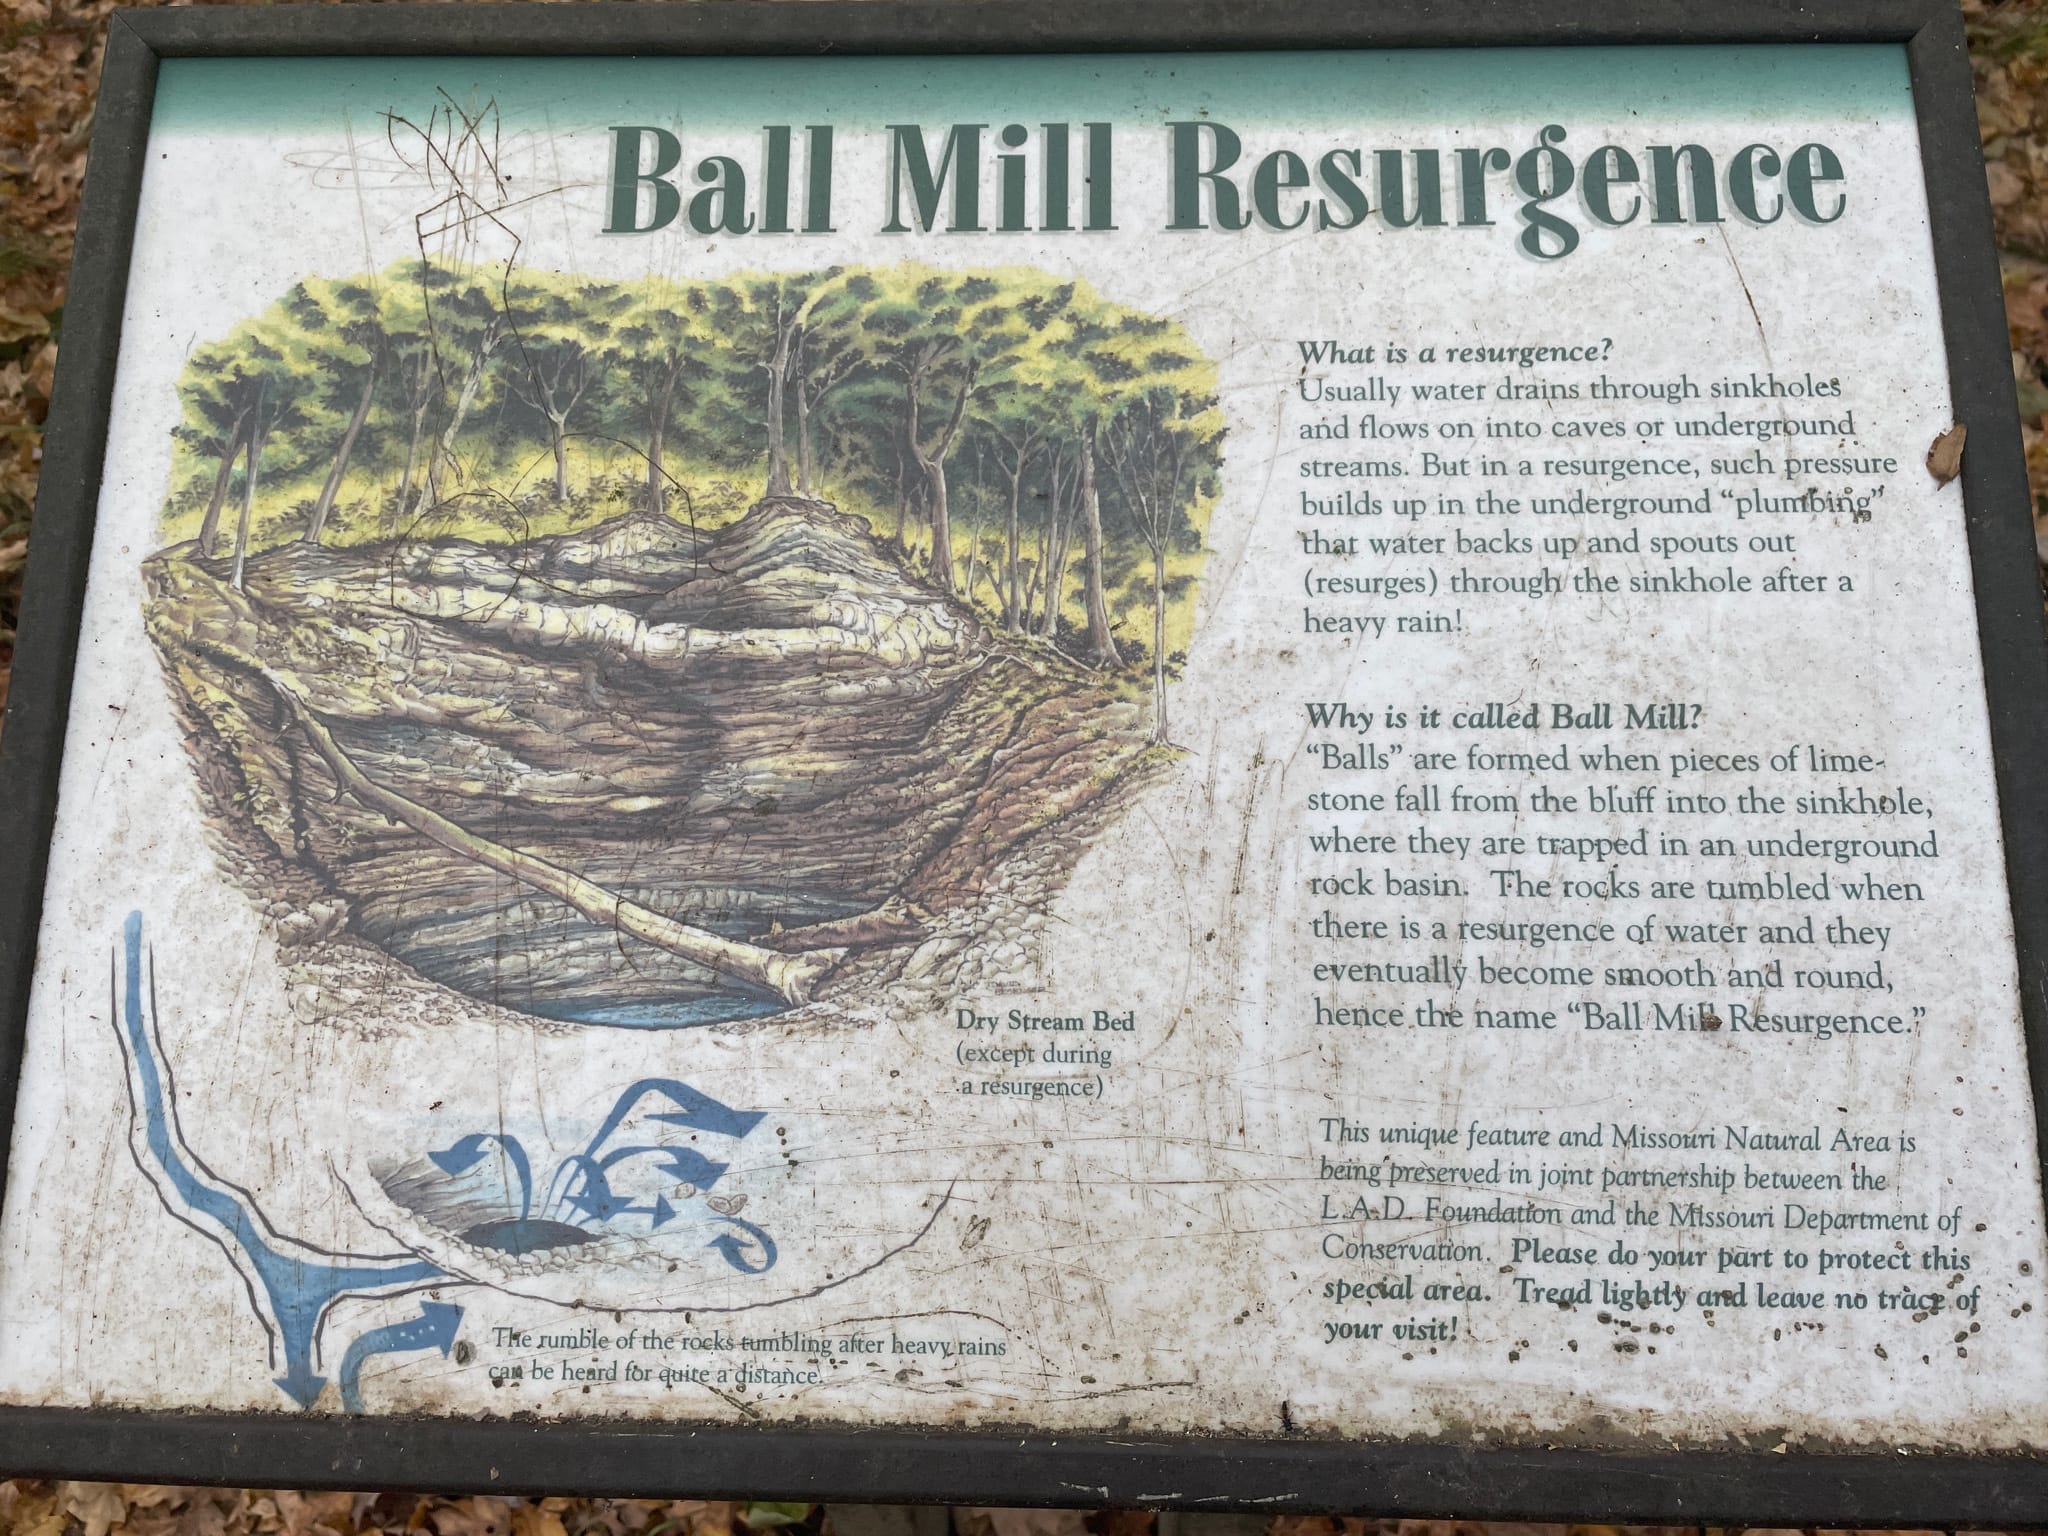 Ball Mill Resurgence
What is a resurgence?
Usually water drains through sinkholes
and flows on into caves or underground
streams. But in a resurgence, such pressure
builds up in the underground “plumbing”
that water backs up and spouts out
(resurges) through the sinkhole after a
heavy rain!
Why is it called Ball Mill?
“Balls” are formed when pieces of lime-
stone fall from the bluff into the sinkhole,
where they are trapped in an underground
rock basin. The rocks are tumbled when
there is a resurgence of water and they
eventually become smooth and round,
hence the name “Ball Mill Resurgence.”
Dry Stream Bed
(except during
a resurgence)
This unique feature and Missouri Natural Area is
being preserved in joint partnership between the
L.A.D. Foundation and the Missouri Department of
Conservation. Please do your part to protect this
special area. Tread lightly and leave no trace of
your visit!
The rumble of the rocks tumbling after heavy rains
can be heard for quite a distance.